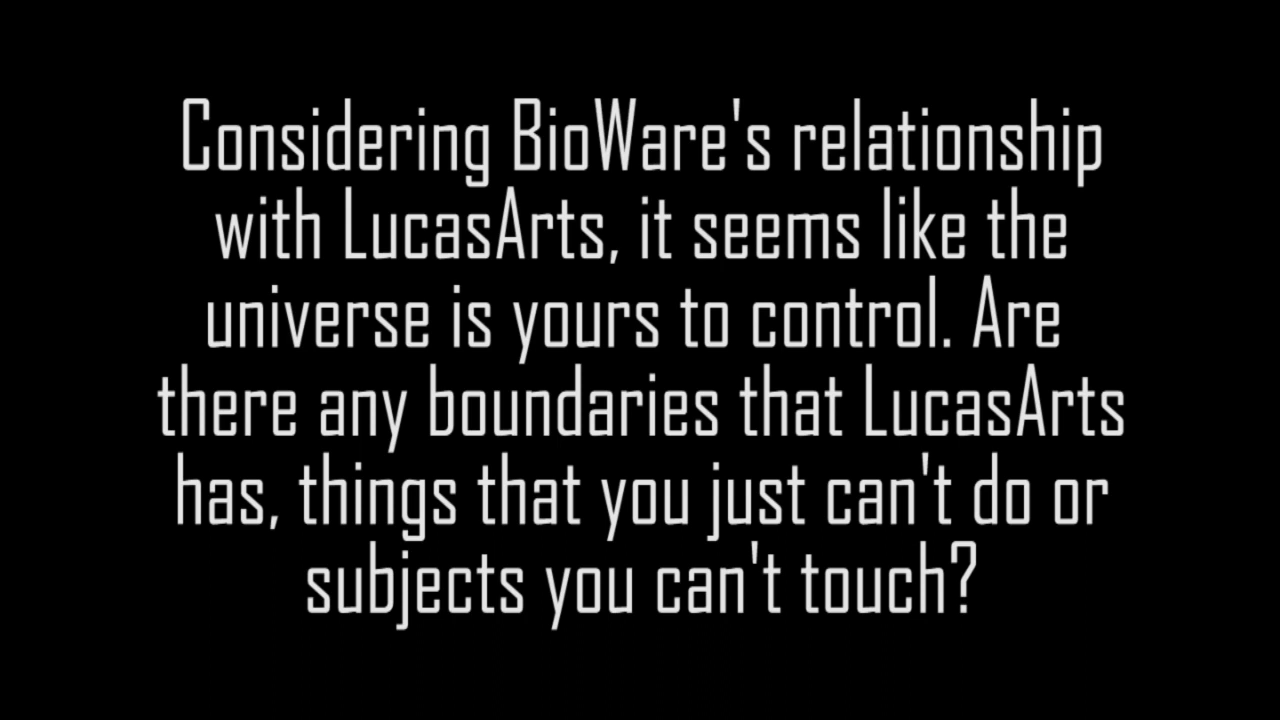 Considering BioWare's relationship
with LucasArts, it seems like the
universe is yours to control. Are
there any boundaries that LucasArts
has, things that you just can't do or
subjects you can't touch?